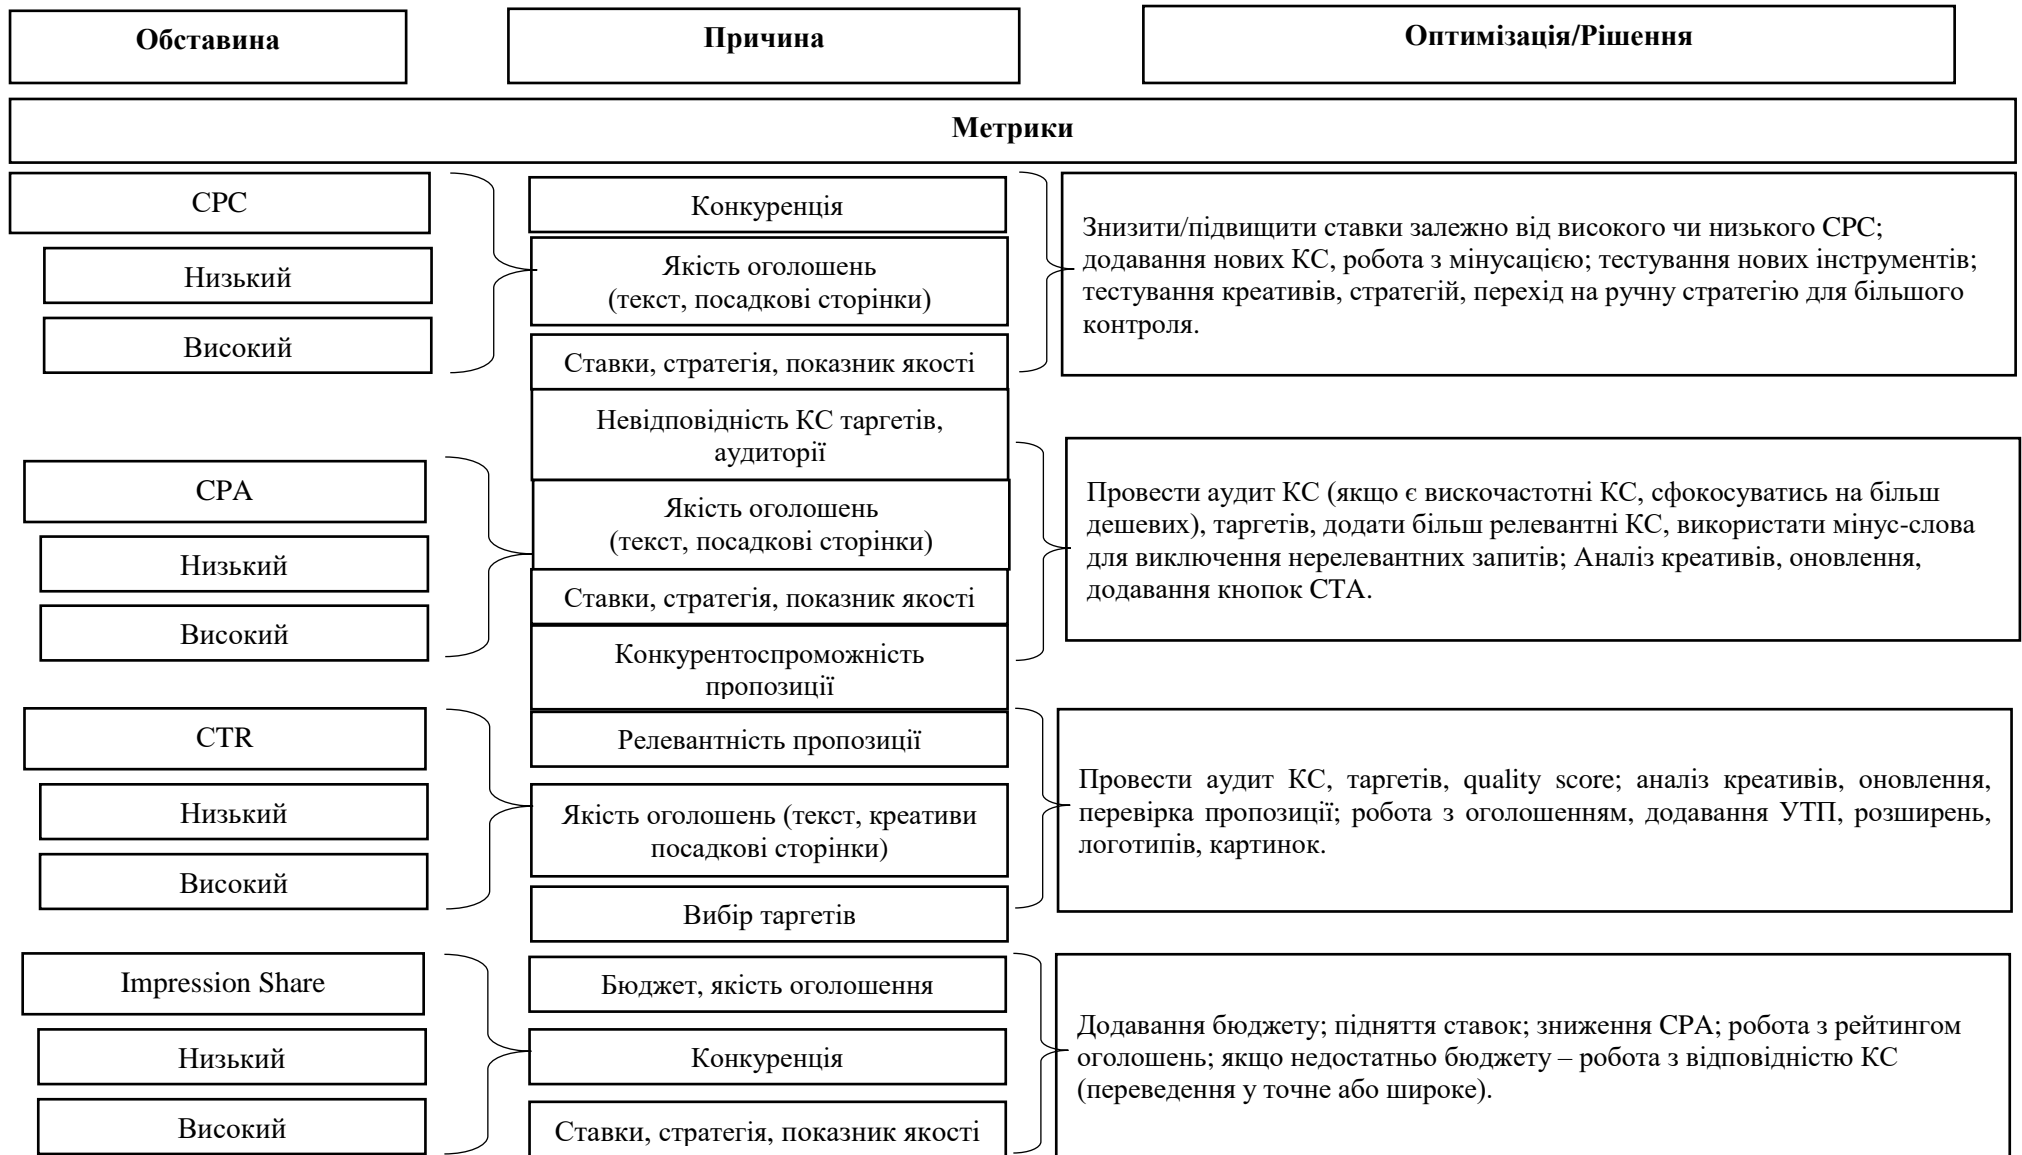 Обставина
Причина
Оптимізація/Рішення
Метрики
CPC
Низький
Високий
Конкуренція
Якість оголошень
(текст, посадкові сторінки)
Ставки, стратегія, показник якості
Знизити/підвищити ставки залежно від високого чи низького CPC;
додавання нових КС, робота з мінусацією; тестування нових інструментів;
тестування креативів, стратегій, перехід на ручну стратегію для більшого
контроля.
CPA
Низький
Високий
Невідповідність КС таргетів,
аудиторії
Якість оголошень
(текст, посадкові сторінки)
Ставки, стратегія, показник якості
Конкурентоспроможність
пропозиції
Провести аудит КС (якщо є вискочастотні КС, сфокосуватись на більш
дешевих), таргетів, додати більш релевантні КС, використати мінус-слова
для виключення нерелевантних запитів; Аналіз креативів, оновлення,
додавання кнопок СТА.
CTR
Низький
Високий
Релевантність пропозиції
Якість оголошень (текст, креативи
посадкові сторінки)
Вибір таргетів
Провести аудит КС, таргетів, quality score; аналіз креативів, оновлення,
перевірка пропозиції; робота з оголошенням, додавання УТП, розширень,
логотипів, картинок.
Impression Share
Низький
Високий
Бюджет, якість оголошення
Конкуренція
Ставки, стратегія, показник якості
Додавання бюджету; підняття ставок; зниження CPA; робота з рейтингом
оголошень; якщо недостатньо бюджету – робота з відповідністю КС
(переведення у точне або широке).